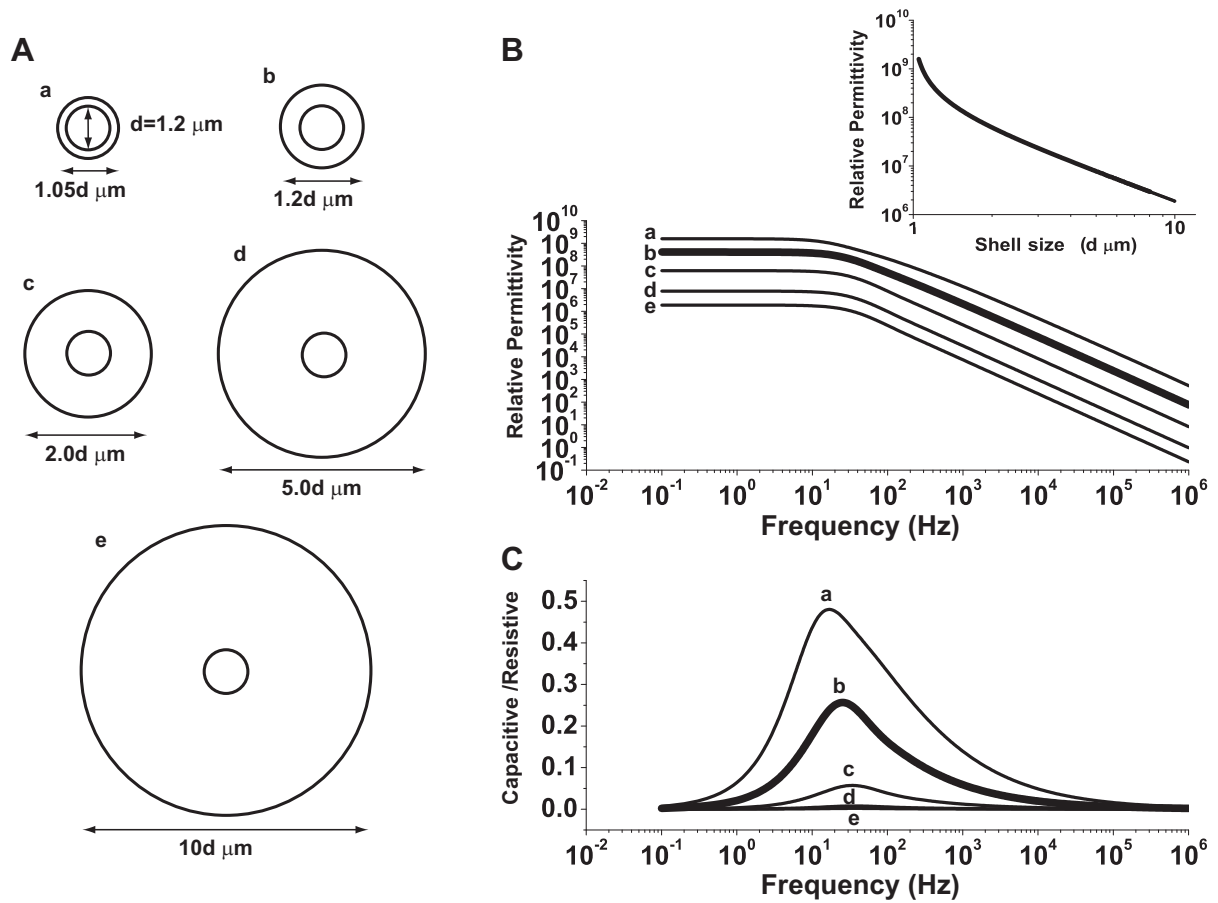 A
a
d=1.2 μm
1.05d μm
b
1.2d μm
c
2.0d μm
d
5.0d μm
e
10d μm
B
10^10
10^9
10^8
10^7
10^6
Relative Permittivity
1
10
Shell size (d μm)
10^10
10^9
10^8
10^7
10^6
10^5
10^4
10^3
10^2
10^1
10^0
10^-1
Relative Permittivity
a
b
c
d
e
10^-2 10^-1 10^0 10^1 10^2 10^3 10^4 10^5 10^6
Frequency (Hz)
C
0.5
0.4
0.3
0.2
0.1
0.0
Capacitive /Resistive
a
b
c
d
e
10^-2 10^-1 10^0 10^1 10^2 10^3 10^4 10^5 10^6
Frequency (Hz)